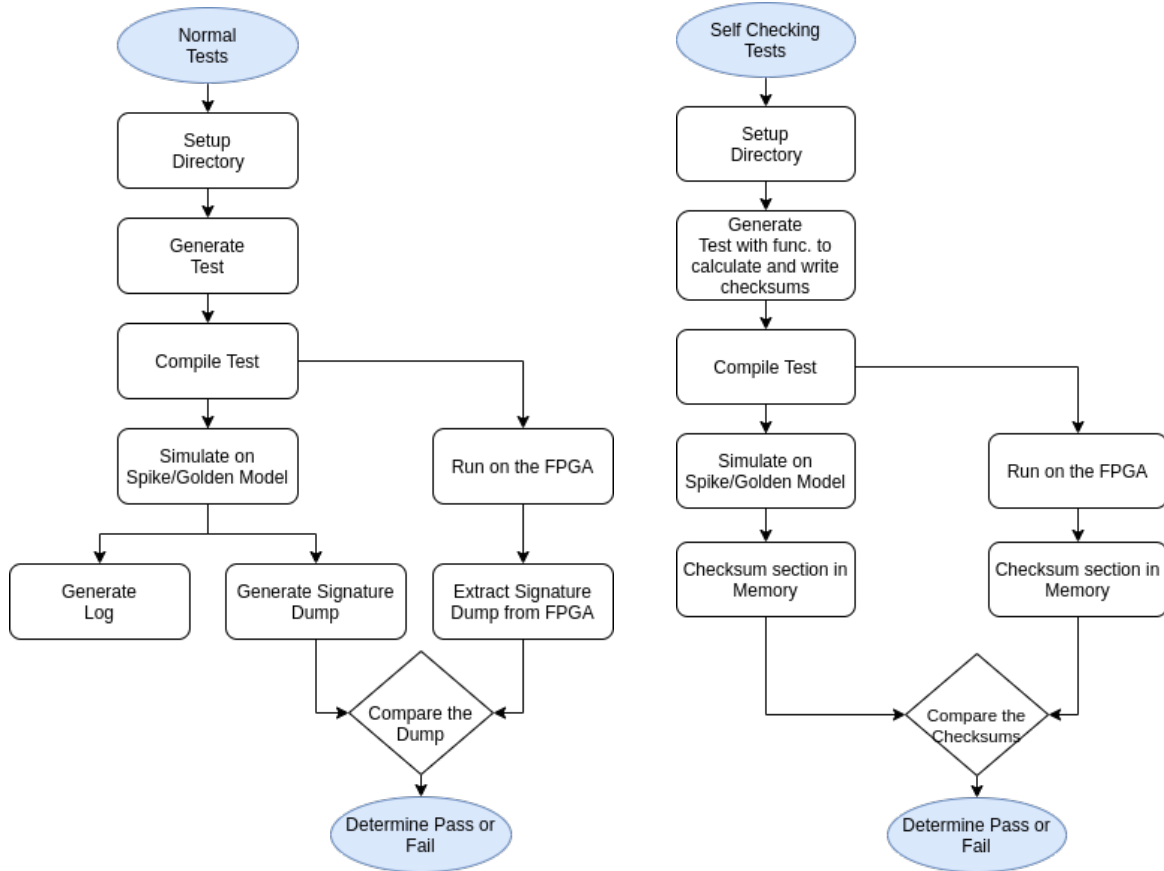 Normal
Tests
Setup
Directory
Generate
Test
Compile Test
Simulate on
Spike/Golden Model
Run on the FPGA
Generate
Log
Generate Signature
Dump
Extract Signature
Dump from FPGA
Compare the
Dump
Determine Pass or
Fail
Self Checking
Tests
Setup
Directory
Generate
Test with func. to
calculate and write
checksums
Compile Test
Simulate on
Spike/Golden Model
Run on the FPGA
Checksum section in
Memory
Checksum section in
Memory
Compare the
Checksums
Determine Pass or
Fail